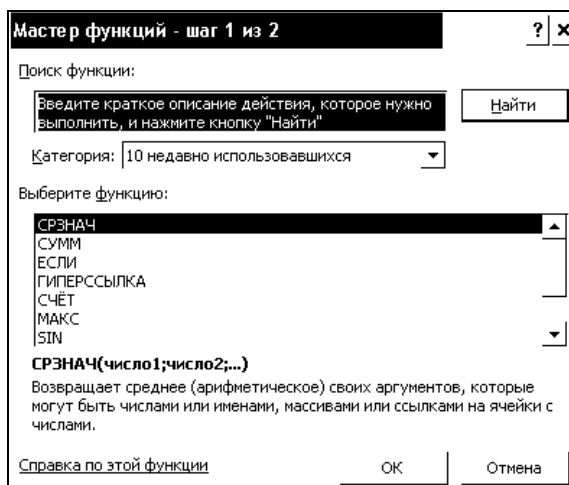 Мастер функций - шаг 1 из 2
Поиск функции:
Введите краткое описание действия, которое нужно
выполнить, и нажмите кнопку "Найти"
Найти
Категория: 10 недавно использовавшихся
Выберите функцию:
СРЗНАЧ
СУММ
ЕСЛИ
ГИПЕРССЫЛКА
СЧЁТ
МАКС
SIN
СРЗНАЧ(число1;число2;...)
Возвращает среднее (арифметическое) своих аргументов, которые
могут быть числами или именами, массивами или ссылками на ячейки с
числами.
Справка по этой функции
ОК
Отмена